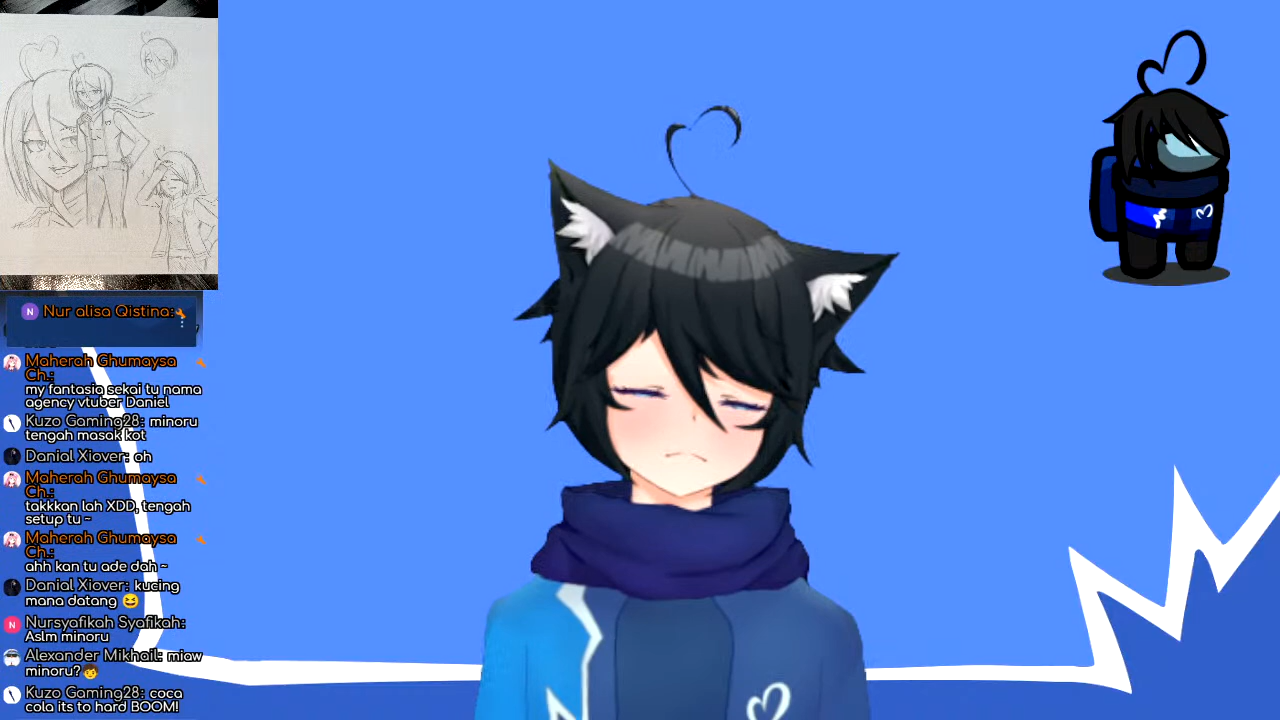 N Nur alisa Qistina:
Maherah Ghumaysa
Ch.:
my fantasia sekai tu nama
agency vtuber Daniel
Kuzo Gaming28: minoru
tengah masak kot
Danial Xiover: oh
Maherah Ghumaysa
Ch.:
takkkan lah XDD, tengah
setup tu ~
Maherah Ghumaysa
Ch.:
ahh kan tu ade dah ~
Danial Xiover: kucing
mana datang 😆
N Nursyafikah Syafikah:
Aslm minoru
Alexander Mikhail: miaw
minoru?🧒
Kuzo Gaming28: coca
cola its to hard BOOM!